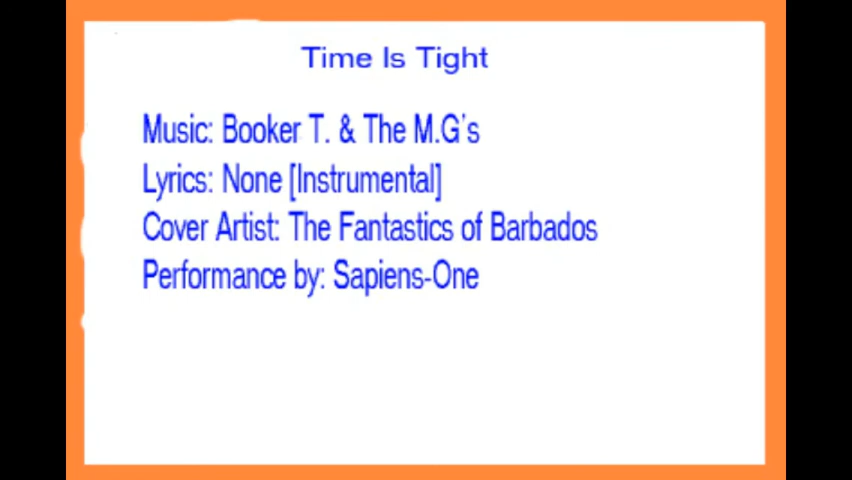 Time Is Tight
Music: Booker T. & The M.G's
Lyrics: None [Instrumental]
Cover Artist: The Fantastics of Barbados
Performance by: Sapiens-One